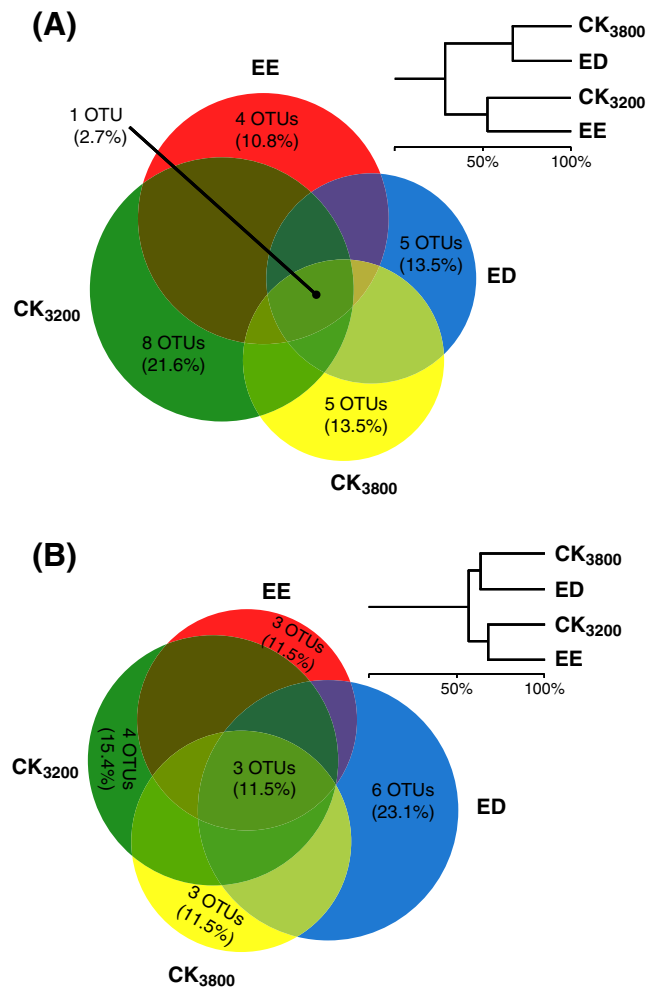 (A)
EE
CK3800
ED
CK3200
EE
50%
100%
1 OTU
(2.7%)
4 OTUs
(10.8%)
5 OTUs
(13.5%)
ED
CK3200
8 OTUs
(21.6%)
5 OTUs
(13.5%)
CK3800
(B)
EE
CK3800
ED
CK3200
EE
50%
100%
3 OTUs
(11.5%)
4 OTUs
(15.4%)
CK3200
3 OTUs
(11.5%)
6 OTUs
(23.1%)
ED
3 OTUs
(11.5%)
CK3800